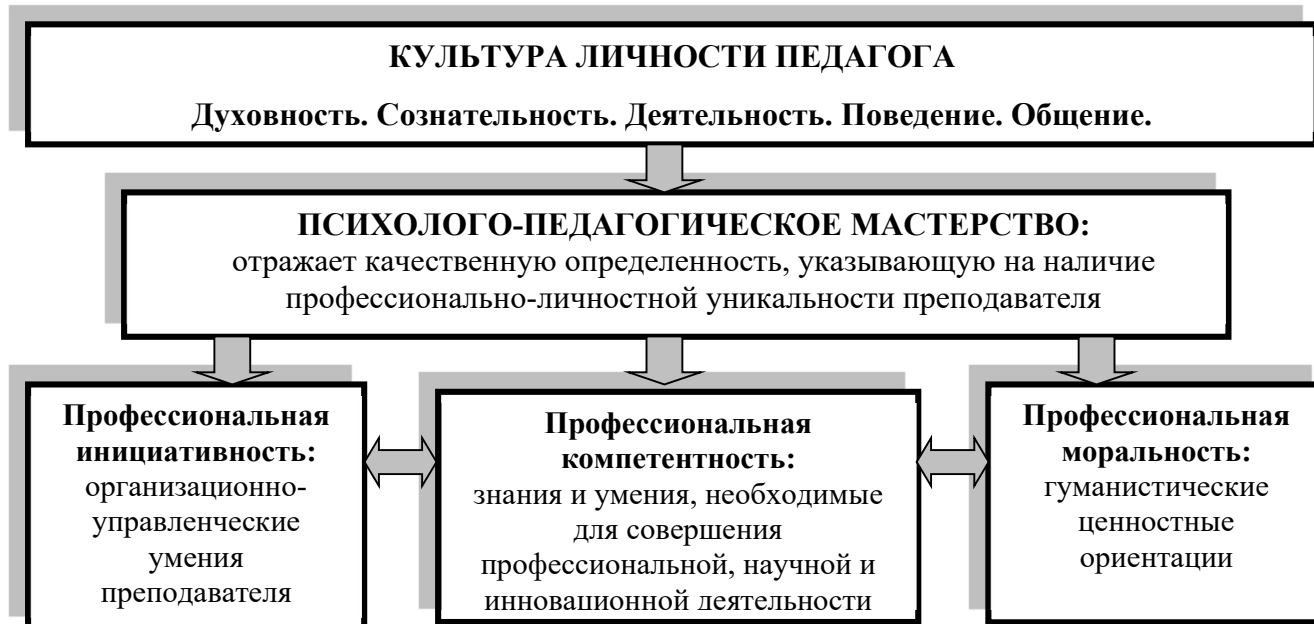 КУЛЬТУРА ЛИЧНОСТИ ПЕДАГОГА
Духовность. Сознательность. Деятельность. Поведение. Общение.
ПСИХОЛОГО-ПЕДАГОГИЧЕСКОЕ МАСТЕРСТВО:
отражает качественную определенность, указывающую на наличие
профессионально-личностной уникальности преподавателя
Профессиональная
инициативность:
организационно-
управленческие
умения
преподавателя
Профессиональная
компетентность:
знания и умения, необходимые
для совершения
профессиональной, научной и
инновационной деятельности
Профессиональная
моральность:
гуманистические
ценностные
ориентации